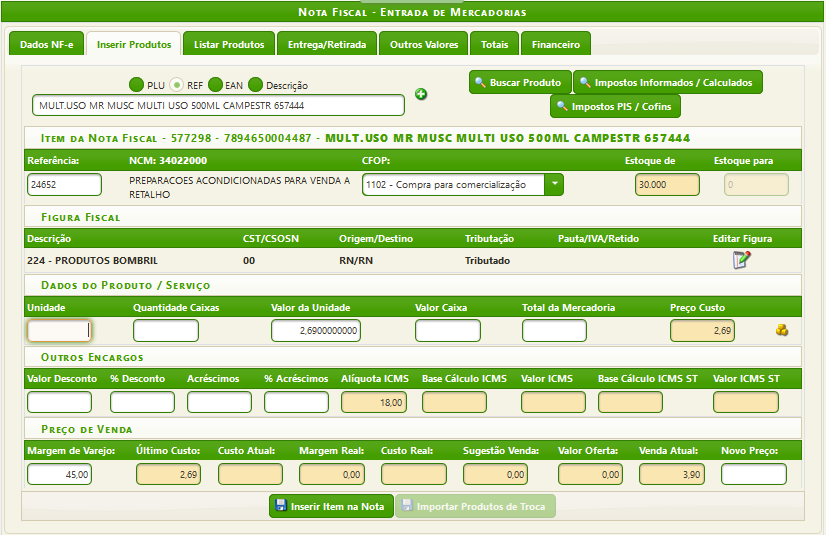 Nota Fiscal - Entrada de Mercadorias
Dados NF-e Inserir Produtos Listar Produtos Entrega/Retirada Outros Valores Totais Financeiro
PLU REF EAN Descrição
Buscar Produto Impostos Informados / Calculados
MULT.USO MR MUSC MULTI USO 500ML CAMPESTR 657444
Impostos PIS / Cofins
Item da Nota Fiscal - 577298 - 7894650004487 - MULT.USO MR MUSC MULTI USO 500ML CAMPESTR 657444
Referência: NCM: 34022000 CFOP: Estoque de Estoque para
24652 PREPARACOES ACONDICIONADAS PARA VENDA A RETALHO 1102 - Compra para comercialização 30.000 0
Figura Fiscal
Descrição CST/CSOSN Origem/Destino Tributação Pauta/IVA/Retido Editar Figura
224 - PRODUTOS BOMBRIL 00 RN/RN Tributado
Dados do Produto / Serviço
Unidade Quantidade Caixas Valor da Unidade Valor Caixa Total da Mercadoria Preço Custo
2,6900000000 2,69
Outros Encargos
Valor Desconto % Desconto Acréscimos % Acréscimos Alíquota ICMS Base Cálculo ICMS Valor ICMS Base Cálculo ICMS ST Valor ICMS ST
18,00
Preço de Venda
Margem de Varejo: Último Custo: Custo Atual: Margem Real: Custo Real: Sugestão Venda: Valor Oferta: Venda Atual: Novo Preço:
45,00 2,69 0,00 0,00 0,00 3,90
Inserir Item na Nota Importar Produtos de Troca